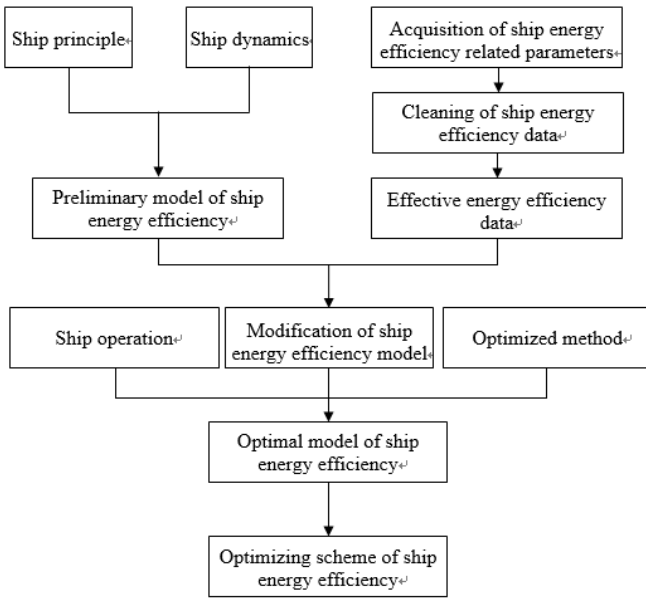 Ship principle
Ship dynamics
Acquisition of ship energy
efficiency related parameters
Cleaning of ship energy
efficiency data
Preliminary model of ship
energy efficiency
Effective energy efficiency
data
Ship operation
Modification of ship
energy efficiency model
Optimized method
Optimal model of ship
energy efficiency
Optimizing scheme of ship
energy efficiency